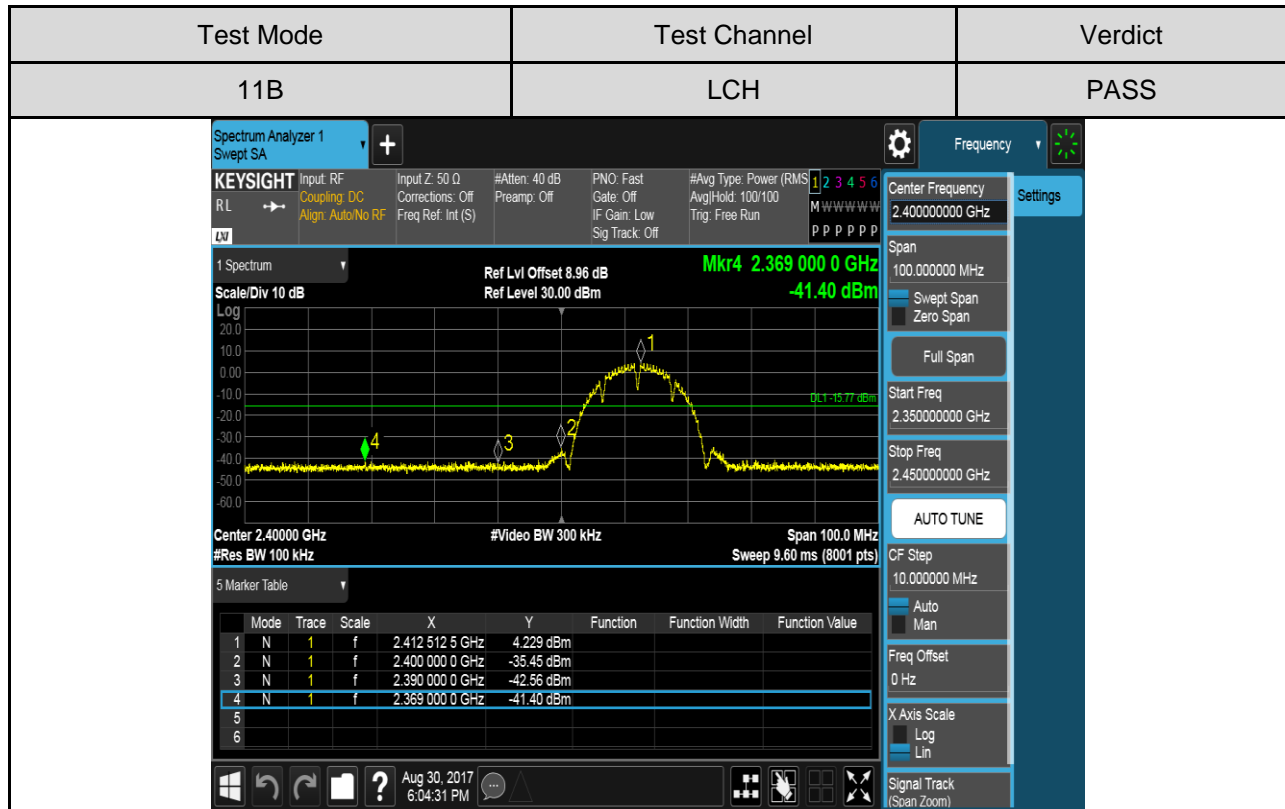 Test Mode Test Channel Verdict
11B LCH PASS
Spectrum Analyzer 1
Swept SA
+
Frequency
KEYSIGHT Input: RF Input Z: 50 Ω #Atten: 40 dB PNO: Fast #Avg Type: Power (RMS 1 2 3 4 5 6
RL Coupling: DC Corrections: Off Preamp: Off Gate: Off Avg|Hold: 100/100 M W W W W W
Align: Auto/No RF Freq Ref: Int (S) IF Gain: Low Trig: Free Run
LXI Sig Track: Off P P P P P P
1 Spectrum
Scale/Div 10 dB
Ref Lvl Offset 8.96 dB
Ref Level 30.00 dBm
Mkr4 2.369 000 0 GHz
-41.40 dBm
Log
20.0
10.0
0.00
-10.0
-20.0
-30.0
-40.0
-50.0
-60.0
1
2
3
4
DL1 -15.77 dBm
Center 2.40000 GHz #Video BW 300 kHz Span 100.0 MHz
#Res BW 100 kHz Sweep 9.60 ms (8001 pts)
5 Marker Table
Mode Trace Scale X Y Function Function Width Function Value
1 N 1 f 2.412 512 5 GHz 4.229 dBm
2 N 1 f 2.400 000 0 GHz -35.45 dBm
3 N 1 f 2.390 000 0 GHz -42.56 dBm
4 N 1 f 2.369 000 0 GHz -41.40 dBm
5
6
Center Frequency
2.400000000 GHz
Settings
Span
100.000000 MHz
Swept Span
Zero Span
Full Span
Start Freq
2.350000000 GHz
Stop Freq
2.450000000 GHz
AUTO TUNE
CF Step
10.000000 MHz
Auto
Man
Freq Offset
0 Hz
X Axis Scale
Log
Lin
Signal Track
(Span Zoom)
? Aug 30, 2017
6:04:31 PM